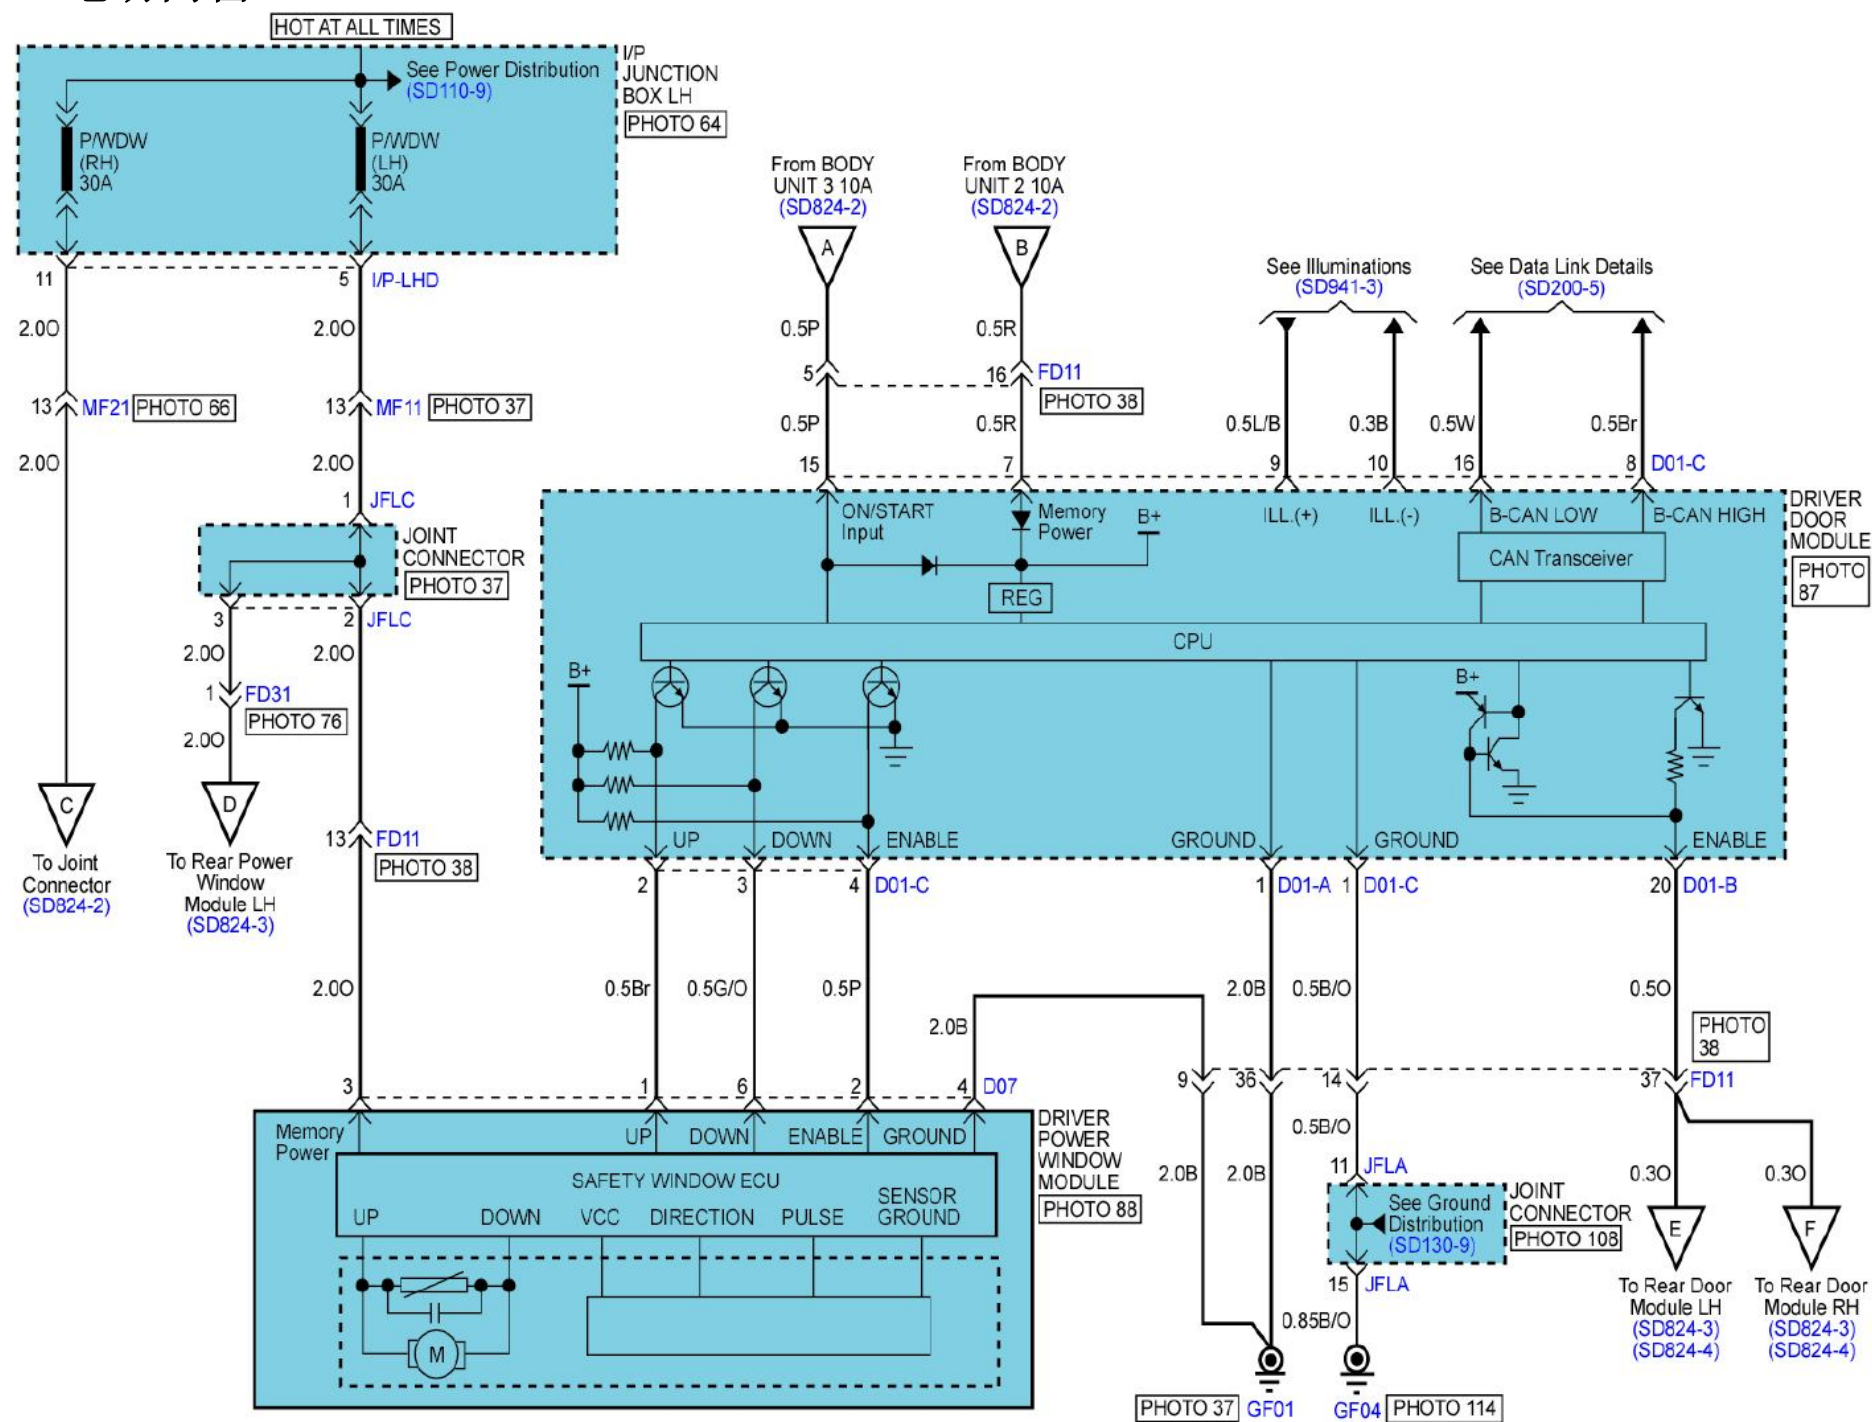 HOT AT ALL TIMES
See Power Distribution
(SD110-9)
I/P
JUNCTION
BOX LH
PHOTO 64
P/WDW
(RH)
30A
P/WDW
(LH)
30A
From BODY
UNIT 3 10A
(SD824-2)
A
From BODY
UNIT 2 10A
(SD824-2)
B
See Illuminations
(SD941-3)
See Data Link Details
(SD200-5)
11
5
I/P-LHD
2.0O
2.0O
0.5P
0.5R
5
16
FD11
PHOTO 38
13
MF21
PHOTO 66
13
MF11
PHOTO 37
0.5P
0.5R
0.5L/B
0.3B
0.5W
0.5Br
2.0O
2.0O
15
7
9
10
16
8
D01-C
1
JFLC
JOINT
CONNECTOR
PHOTO 37
ON/START
Input
Memory
Power
B+
ILL.(+)
ILL.(-)
B-CAN LOW
B-CAN HIGH
DRIVER
DOOR
MODULE
PHOTO
87
CAN Transceiver
REG
CPU
3
2
JFLC
2.0O
2.0O
1
FD31
PHOTO 76
2.0O
B+
B+
C
To Joint
Connector
(SD824-2)
D
To Rear Power
Window
Module LH
(SD824-3)
13
FD11
PHOTO 38
UP
DOWN
ENABLE
GROUND
GROUND
ENABLE
2
3
4
D01-C
1
D01-A
1
D01-C
20
D01-B
2.0O
0.5Br
0.5G/O
0.5P
2.0B
2.0B
0.5B/O
0.5O
PHOTO
38
3
1
6
2
4
D07
9
36
14
37
FD11
Memory
Power
UP
DOWN
ENABLE
GROUND
DRIVER
POWER
WINDOW
MODULE
PHOTO 88
SAFETY WINDOW ECU
UP
DOWN
VCC
DIRECTION
PULSE
SENSOR
GROUND
M
0.5B/O
2.0B
2.0B
11
JFLA
See Ground
Distribution
(SD130-9)
JOINT
CONNECTOR
PHOTO 108
15
JFLA
0.85B/O
0.3O
0.3O
E
To Rear Door
Module LH
(SD824-3)
(SD824-4)
F
To Rear Door
Module RH
(SD824-3)
(SD824-4)
PHOTO 37
GF01
GF04
PHOTO 114